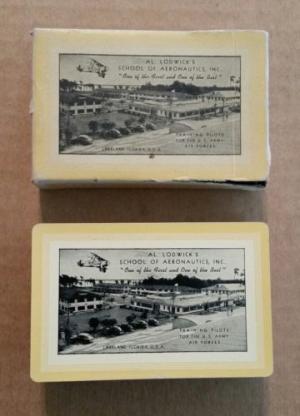 AL LODWICK'S
SCHOOL OF AERONAUTICS, INC.
"One of the First and One of the Best"
TRAINING PILOTS
FOR THE U.S. ARMY
AIR FORCES
LAKELAND, FLORIDA, U.S.A.
AL LODWICK'S
SCHOOL OF AERONAUTICS, INC.
"One of the First and One of the Best"
TRAINING PILOTS
FOR THE U.S. ARMY
AIR FORCES
LAKELAND, FLORIDA, U.S.A.